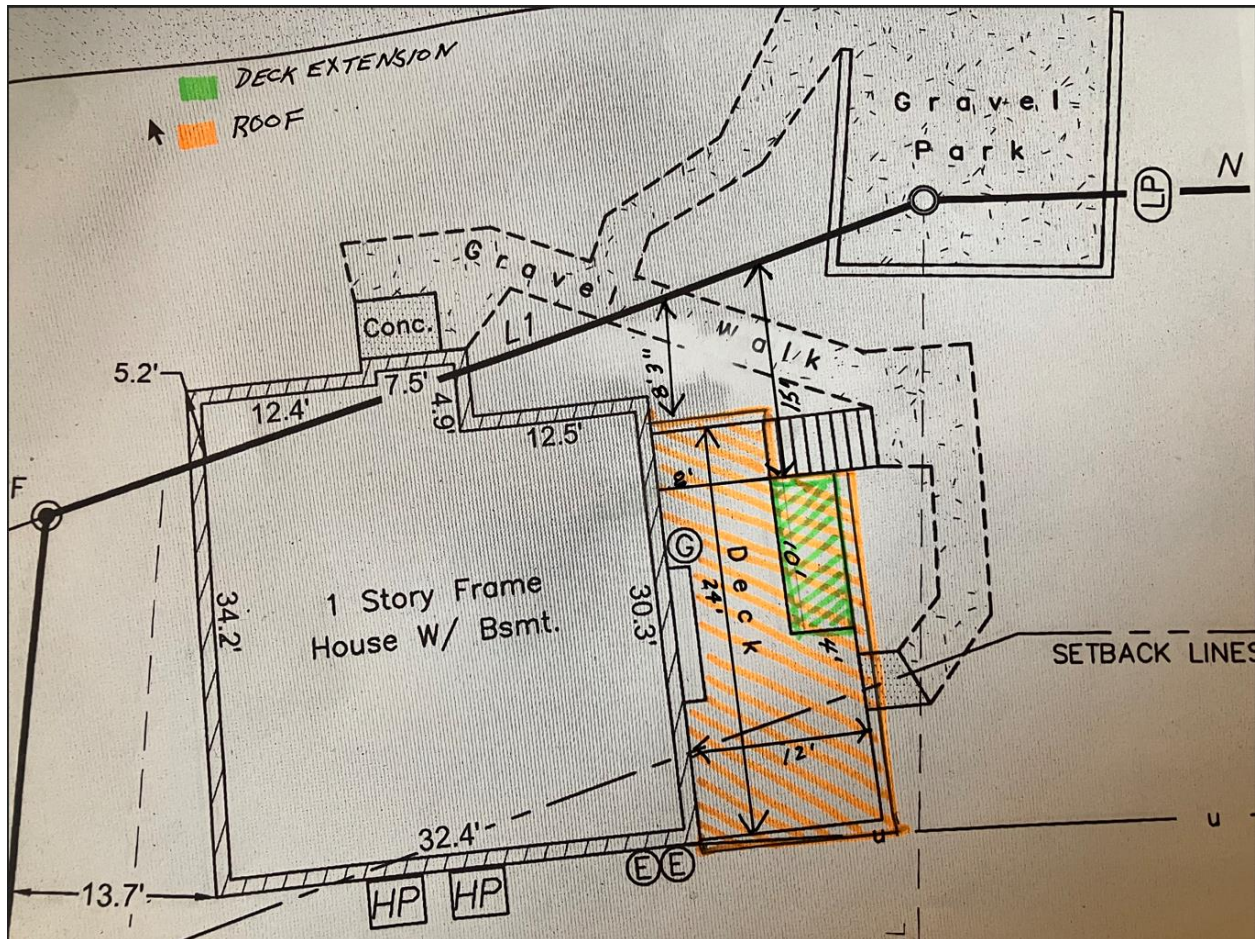 DECK EXTENSION
ROOF
Gravel
Park
LP
N
Gravel
Walk
Conc.
L1
5.2'
7.5'
12.4'
4.9'
12.5'
8'3"
159
F
8'
G
10'
Deck
24'
34.2'
1 Story Frame
House W/ Bsmt.
30.3'
4'
SETBACK LINES
12'
32.4'
u
E E
13.7'
HP HP